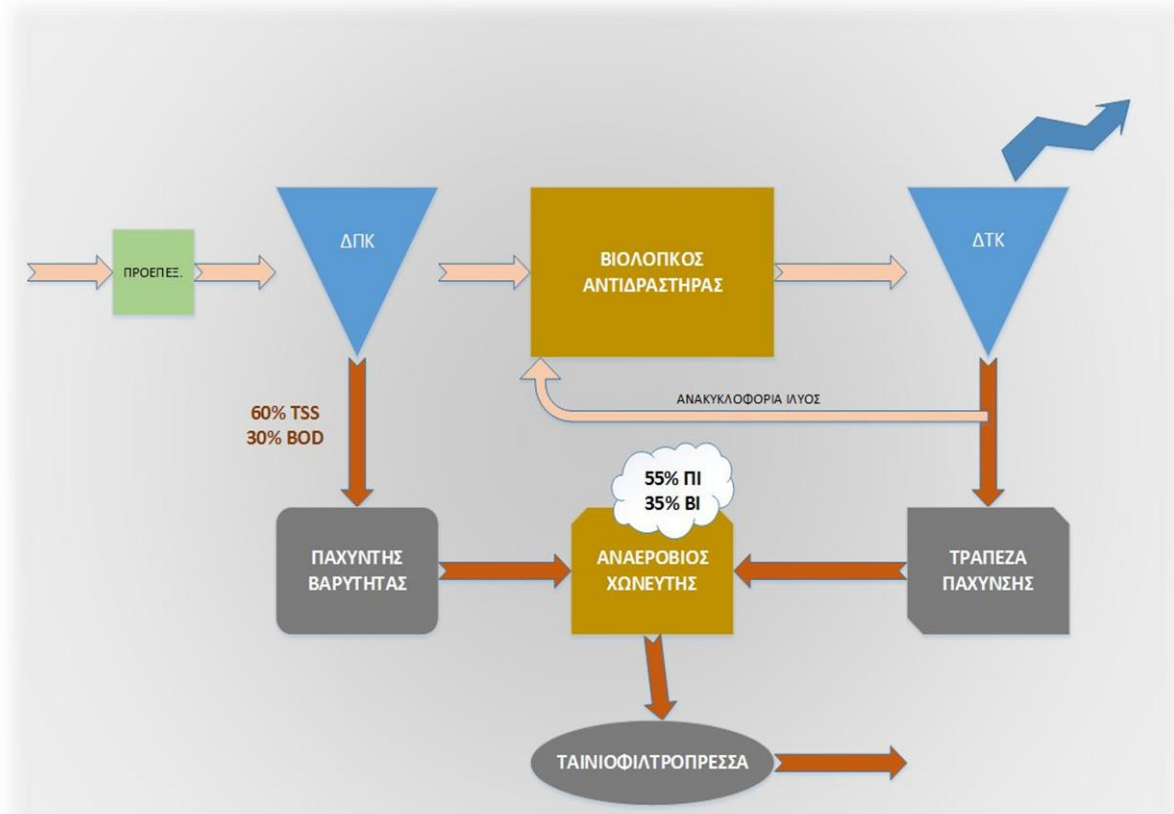 ΠΡΟΕΠΕΞ.
ΔΠΚ
ΒΙΟΛΟΓΙΚΟΣ
ΑΝΤΙΔΡΑΣΤΗΡΑΣ
ΔΤΚ
60% TSS
30% BOD
ΑΝΑΚΥΚΛΟΦΟΡΙΑ ΙΛΥΟΣ
55% ΠΙ
35% ΒΙ
ΠΑΧΥΝΤΗΣ
ΒΑΡΥΤΗΤΑΣ
ΑΝΑΕΡΟΒΙΟΣ
ΧΩΝΕΥΤΗΣ
ΤΡΑΠΕΖΑ
ΠΑΧΥΝΣΗΣ
ΤΑΙΝΙΟΦΙΛΤΡΟΠΡΕΣΣΑ